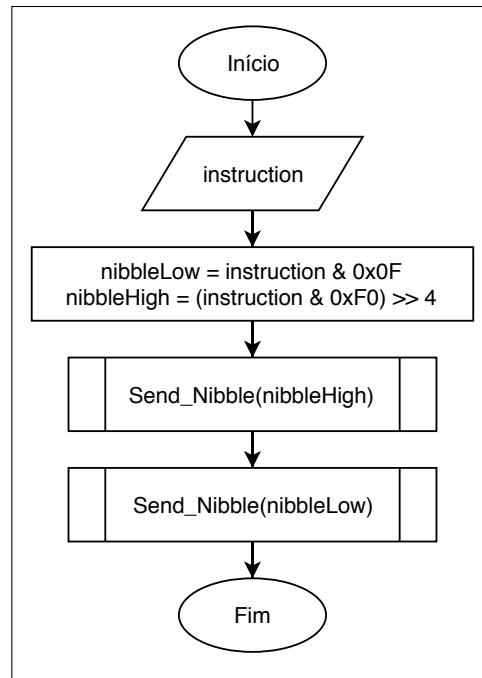 Início
instruction
nibbleLow = instruction & 0x0F
nibbleHigh = (instruction & 0xF0) >> 4
Send_Nibble(nibbleHigh)
Send_Nibble(nibbleLow)
Fim